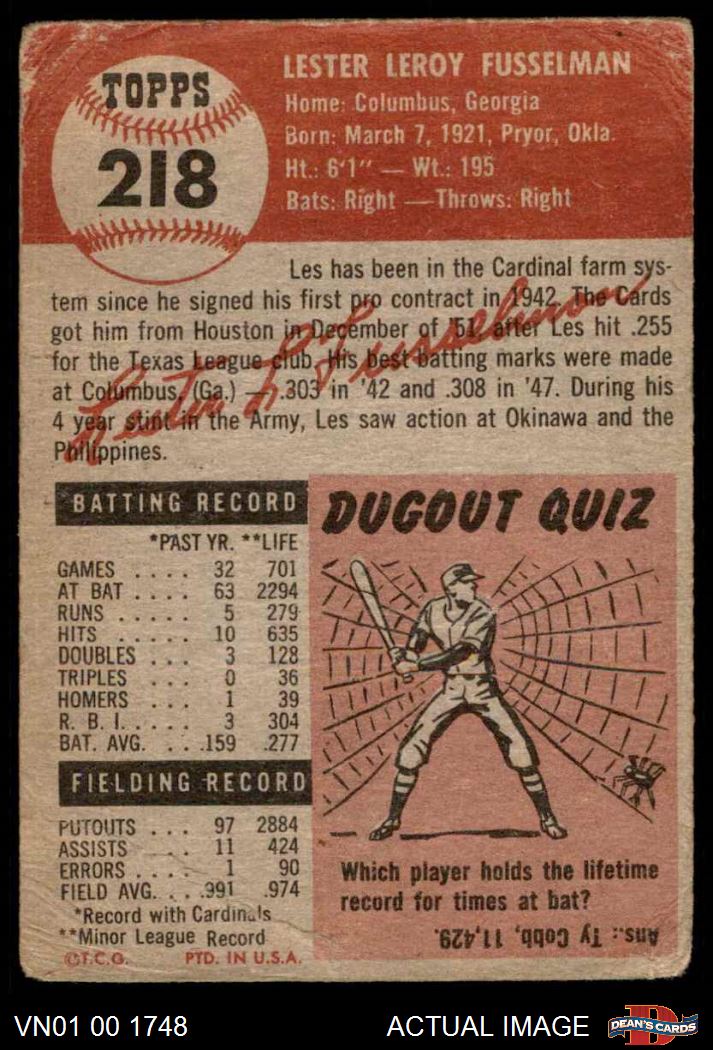 TOPPS
218
LESTER LEROY FUSSELMAN
Home: Columbus, Georgia
Born: March 7, 1921, Pryor, Okla.
Ht.: 6'1" — Wt.: 195
Bats: Right — Throws: Right
Les has been in the Cardinal farm sys-
tem since he signed his first pro contract in 1942. The Cards
got him from Houston in December of '51 after Les hit .255
for the Texas League club. His best batting marks were made
at Columbus, (Ga.) — .303 in '42 and .308 in '47. During his
4 year stint in the Army, Les saw action at Okinawa and the
Philippines.
Lester L Fusselman
BATTING RECORD
*PAST YR. **LIFE
GAMES .... 32 701
AT BAT .... 63 2294
RUNS ..... 5 279
HITS ..... 10 635
DOUBLES ... 3 128
TRIPLES ... 0 36
HOMERS ... 1 39
R. B. I. .... 3 304
BAT. AVG. ... .159 .277
FIELDING RECORD
PUTOUTS ... 97 2884
ASSISTS ... 11 424
ERRORS .... 1 90
FIELD AVG. ... .991 .974
*Record with Cardinals
**Minor League Record
©T.C.G. PTD. IN U.S.A.
DUGOUT QUIZ
Which player holds the lifetime
record for times at bat?
Ans.: Ty Cobb, 11,429.
VN01 00 1748
ACTUAL IMAGE
D
DEAN'S CARDS